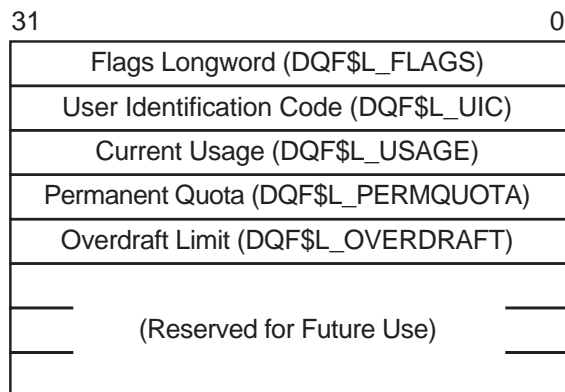 31 0
Flags Longword (DQF$L_FLAGS)
User Identification Code (DQF$L_UIC)
Current Usage (DQF$L_USAGE)
Permanent Quota (DQF$L_PERMQUOTA)
Overdraft Limit (DQF$L_OVERDRAFT)
(Reserved for Future Use)